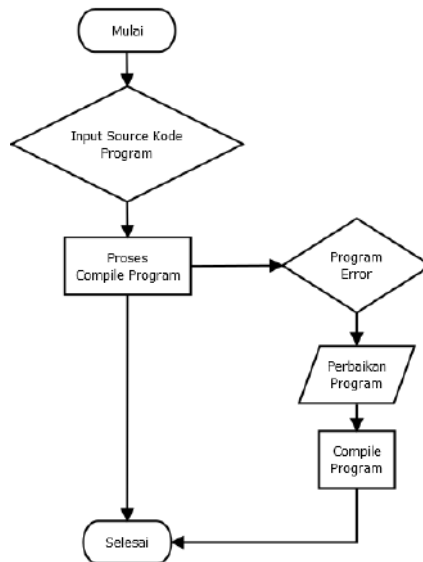 Mulai
Input Source Kode
Program
Proses
Compile Program
Program
Error
Perbaikan
Program
Compile
Program
Selesai